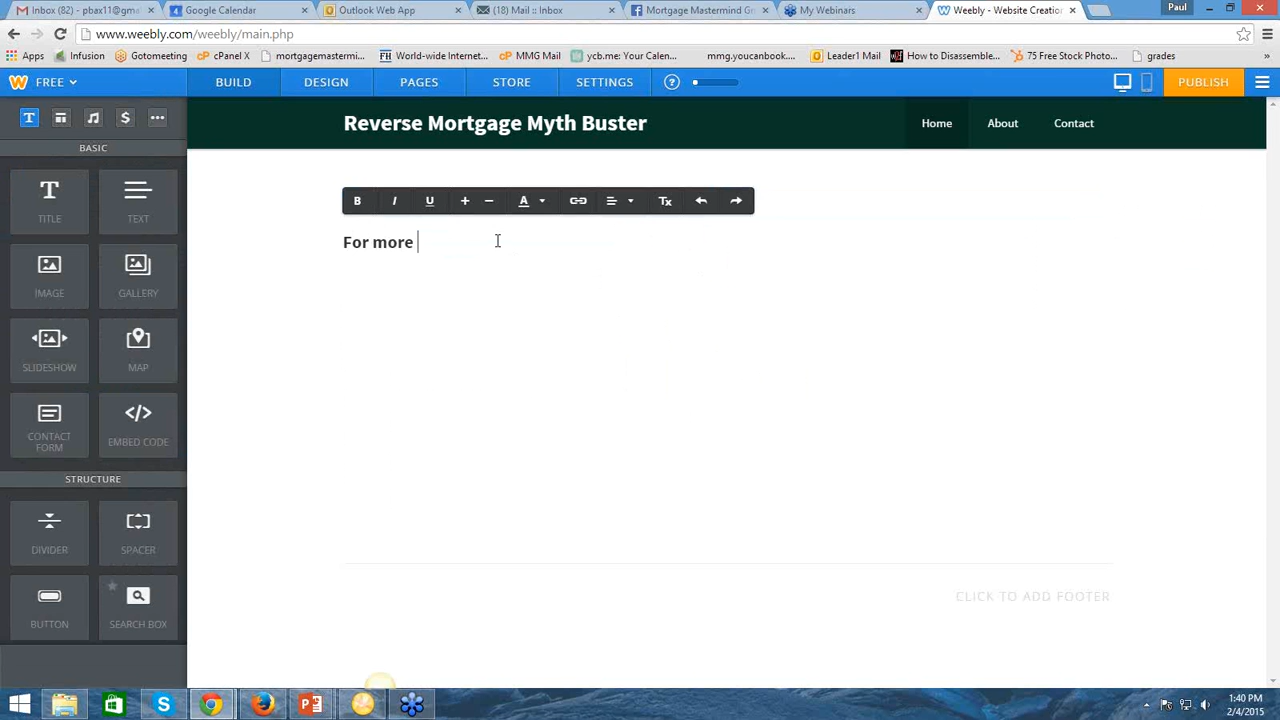 Inbox (82) - pbax11@gma
Google Calendar
Outlook Web App
(18) Mail :: Inbox
Mortgage Mastermind Gr
My Webinars
Weebly - Website Creatio
Paul
www.weebly.com/weebly/main.php
Apps
Infusion
Gotomeeting
cPanel X
mortgagemastermi...
World-wide Internet...
MMG Mail
ycb.me: Your Calen...
mmg.youcanbook....
Leader1 Mail
How to Disassemble...
75 Free Stock Photo...
grades
FREE
BUILD
DESIGN
PAGES
STORE
SETTINGS
PUBLISH
Reverse Mortgage Myth Buster
Home
About
Contact
BASIC
TITLE
TEXT
IMAGE
GALLERY
SLIDESHOW
MAP
CONTACT
FORM
EMBED CODE
STRUCTURE
DIVIDER
SPACER
BUTTON
SEARCH BOX
B I U + − A Tx
For more
CLICK TO ADD FOOTER
1:40 PM
2/4/2015